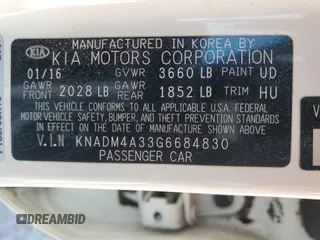 MANUFACTURED IN KOREA BY
KIA KIA MOTORS CORPORATION
01/16 GVWR 3660 LB PAINT UD
GAWR FRONT 2028 LB GAWR REAR 1852 LB TRIM HU
THIS VEHICLE CONFORMS TO ALL APPLICABLE U.S.A. FEDERAL
MOTOR VEHICLE SAFETY, BUMPER, AND THEFT PREVENTION
STANDARDS IN EFFECT ON THE DATE OF MANUFACTURE SHOWN ABOVE.
V.I.N KNADM4A33G6684830
PASSENGER CAR
DREAMBID